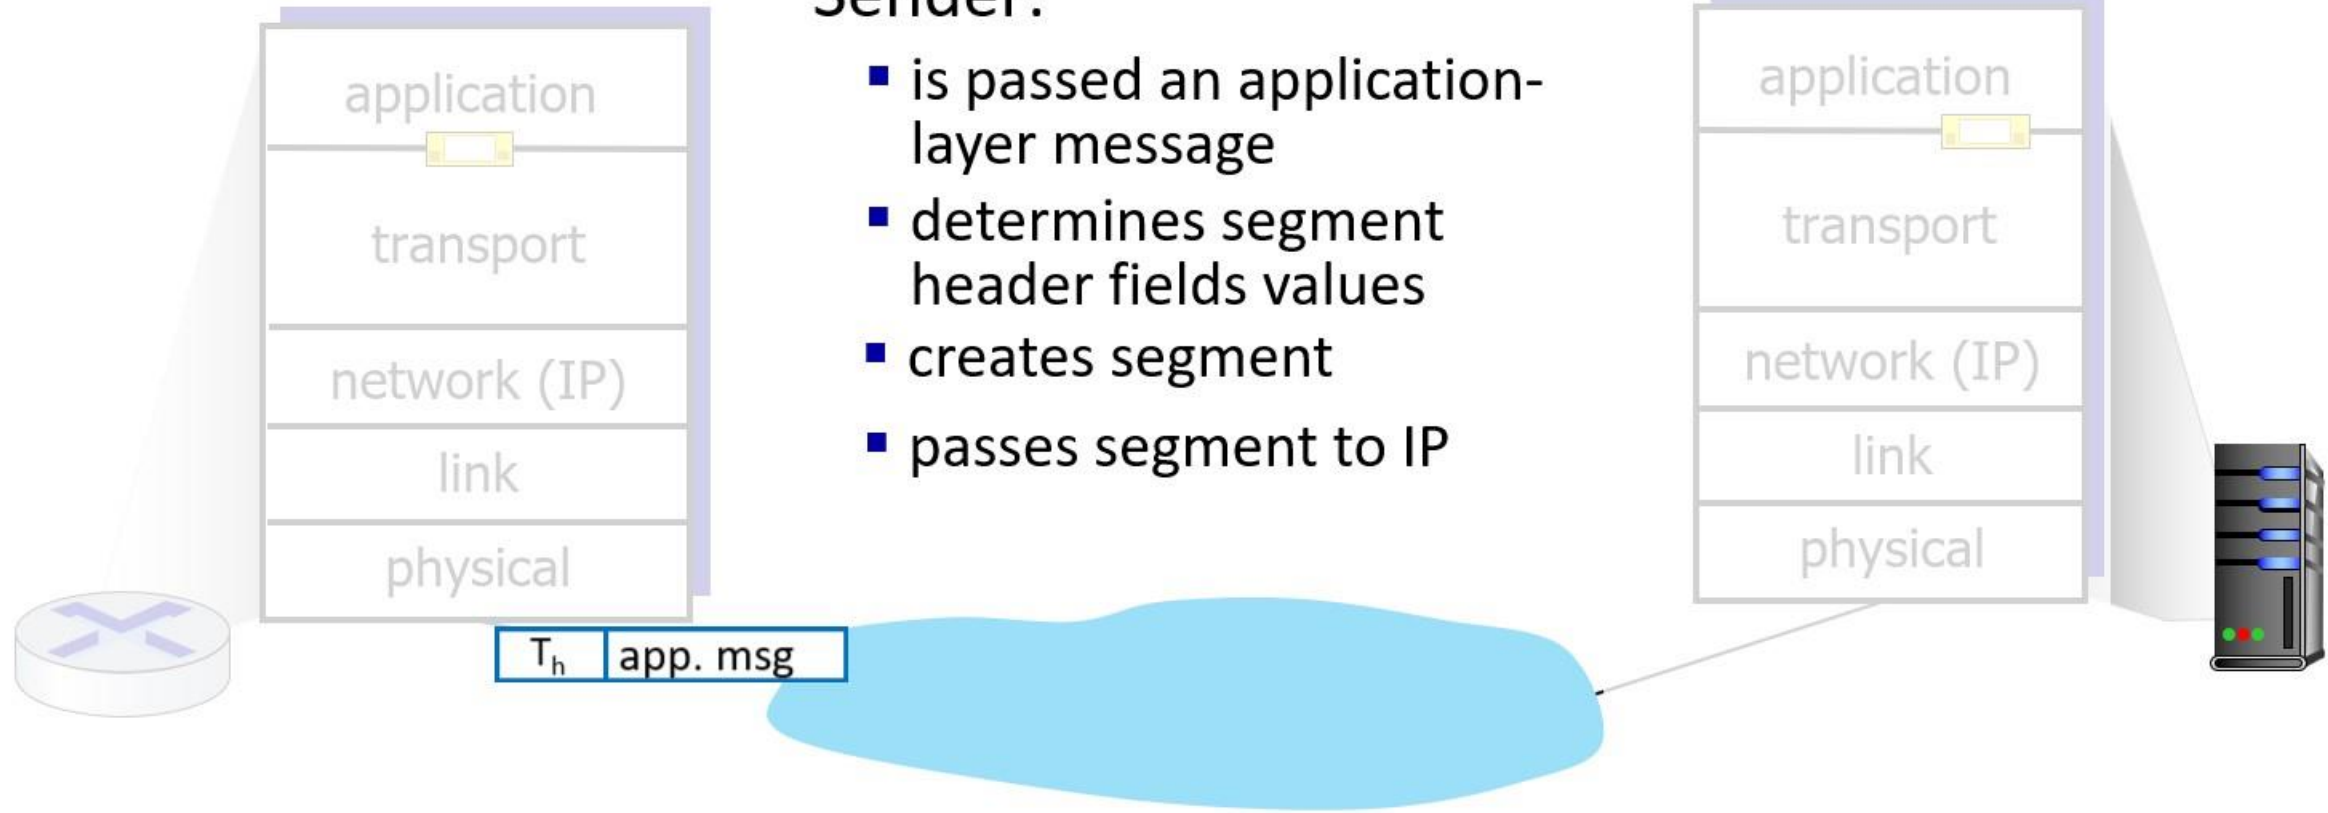 Sender:
application
transport
network (IP)
link
physical
▪ is passed an application-
layer message
▪ determines segment
header fields values
▪ creates segment
▪ passes segment to IP
application
transport
network (IP)
link
physical
Th app. msg